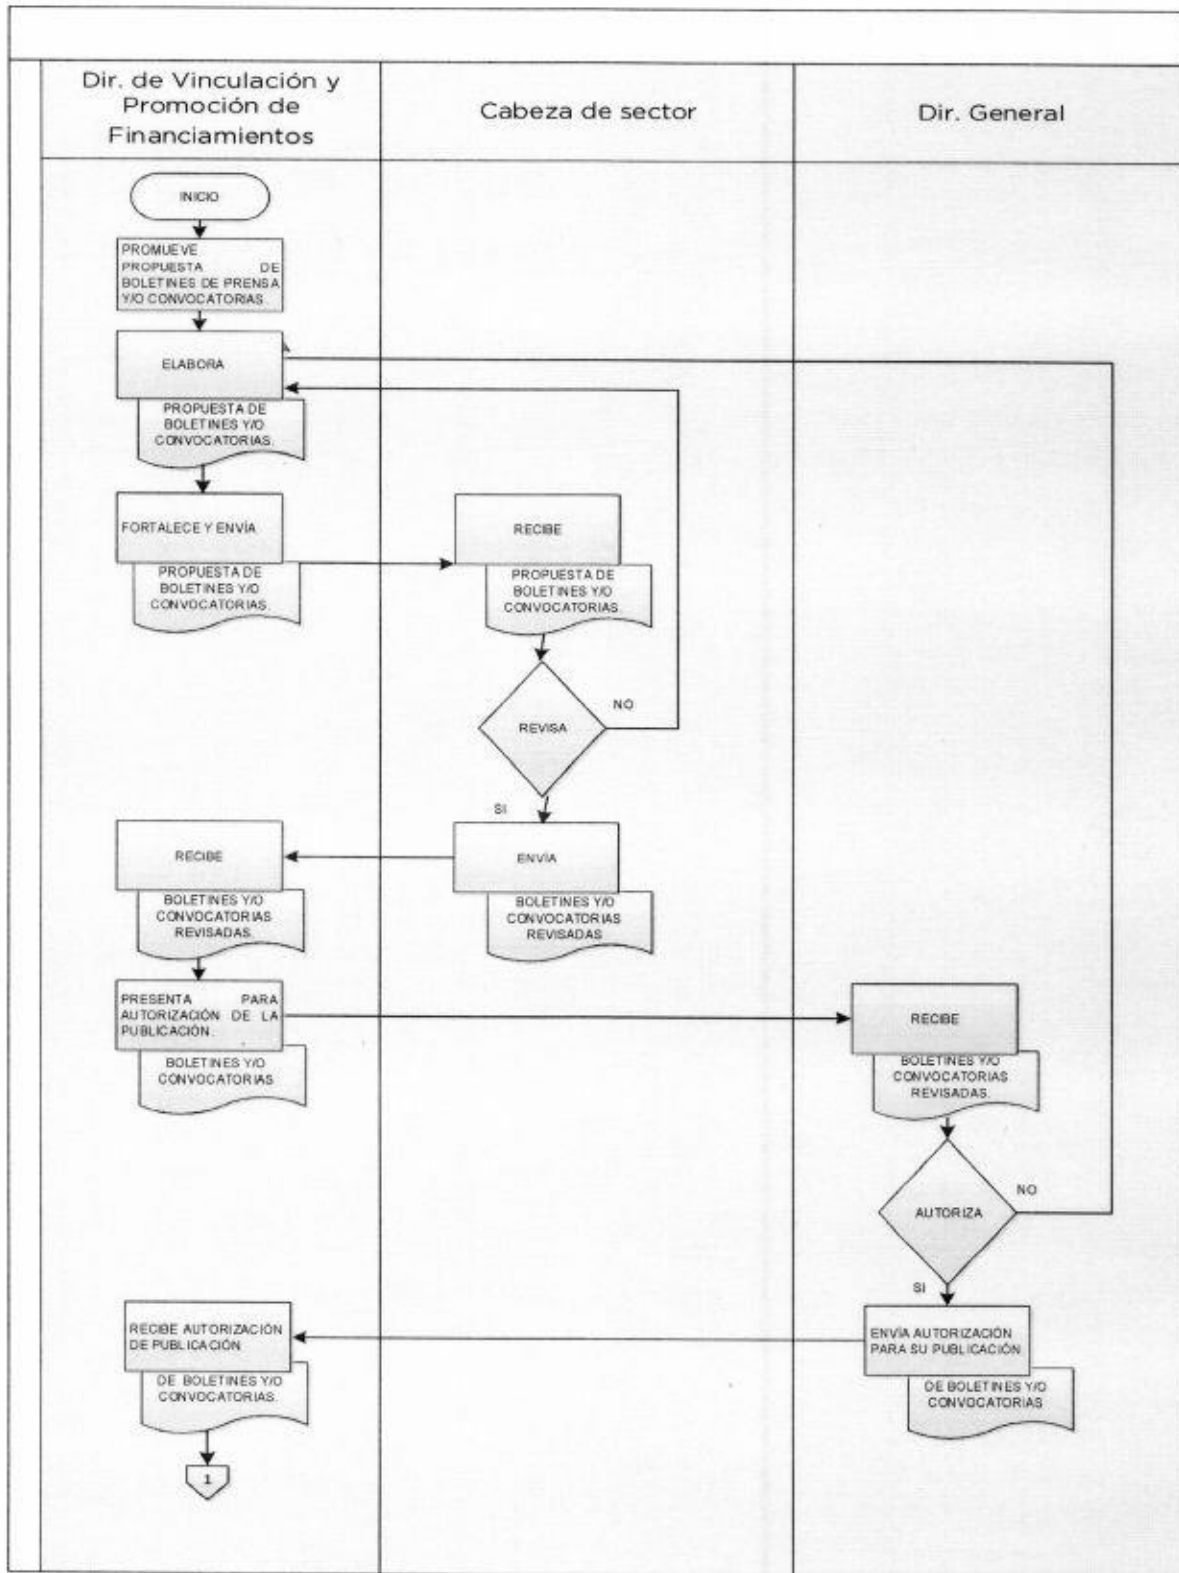 Dir. de Vinculación y
Promoción de
Financiamientos
Cabeza de sector
Dir. General
INICIO
PROMUEVE
PROPUESTA DE
BOLETINES DE PRENSA
Y/O CONVOCATORIAS.
ELABORA
PROPUESTA DE
BOLETINES Y/O
CONVOCATORIAS.
FORTALECE Y ENVÍA
PROPUESTA DE
BOLETINES Y/O
CONVOCATORIAS.
RECIBE
PROPUESTA DE
BOLETINES Y/O
CONVOCATORIAS.
REVISA
NO
SI
ENVÍA
BOLETINES Y/O
CONVOCATORIAS
REVISADAS
RECIBE
BOLETINES Y/O
CONVOCATORIAS
REVISADAS.
PRESENTA PARA
AUTORIZACIÓN DE LA
PUBLICACIÓN.
BOLETINES Y/O
CONVOCATORIAS
RECIBE
BOLETINES Y/O
CONVOCATORIAS
REVISADAS.
AUTORIZA
NO
SI
ENVÍA AUTORIZACIÓN
PARA SU PUBLICACIÓN
DE BOLETINES Y/O
CONVOCATORIAS
RECIBE AUTORIZACIÓN
DE PUBLICACIÓN
DE BOLETINES Y/O
CONVOCATORIAS.
1